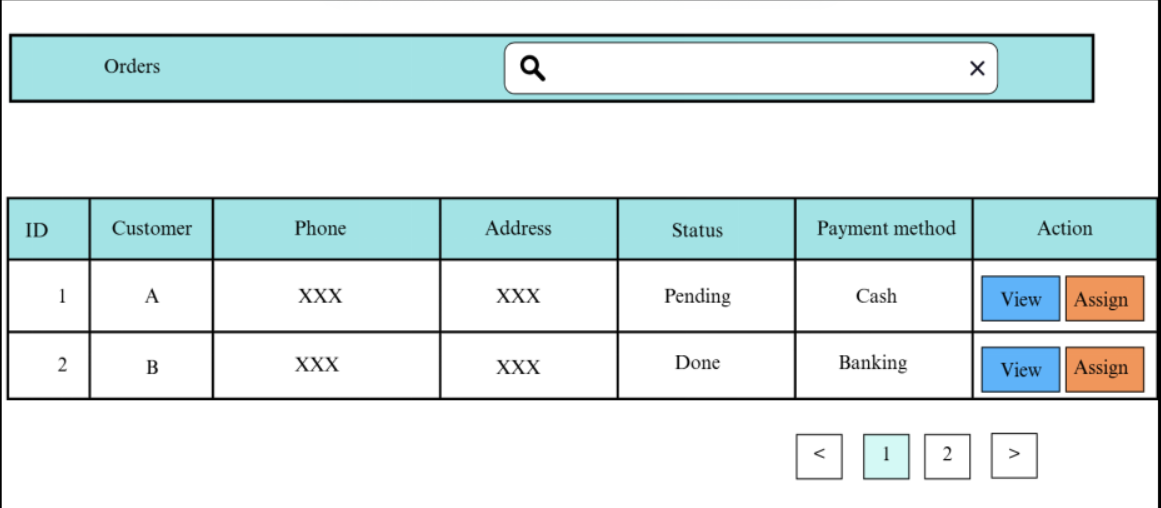 Orders
ID Customer Phone Address Status Payment method Action
1 A XXX XXX Pending Cash View Assign
2 B XXX XXX Done Banking View Assign
< 1 2 >